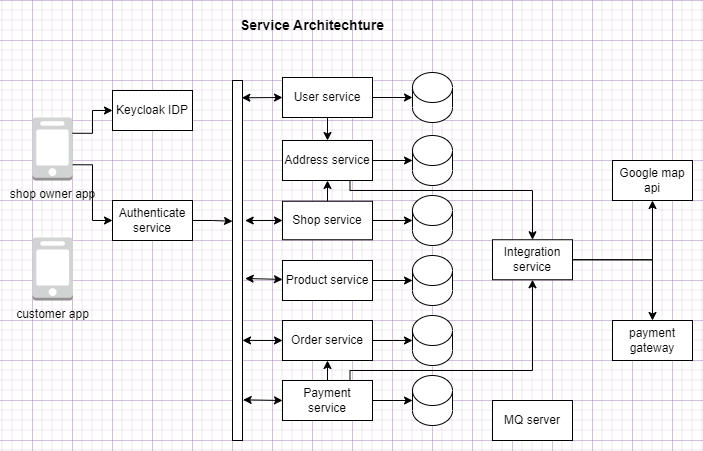 Service Architechture
User service
Keycloak IDP
Address service
shop owner app
Google map
api
Authenticate
service
Shop service
Integration
service
Product service
customer app
Order service
payment
gateway
Payment
service
MQ server